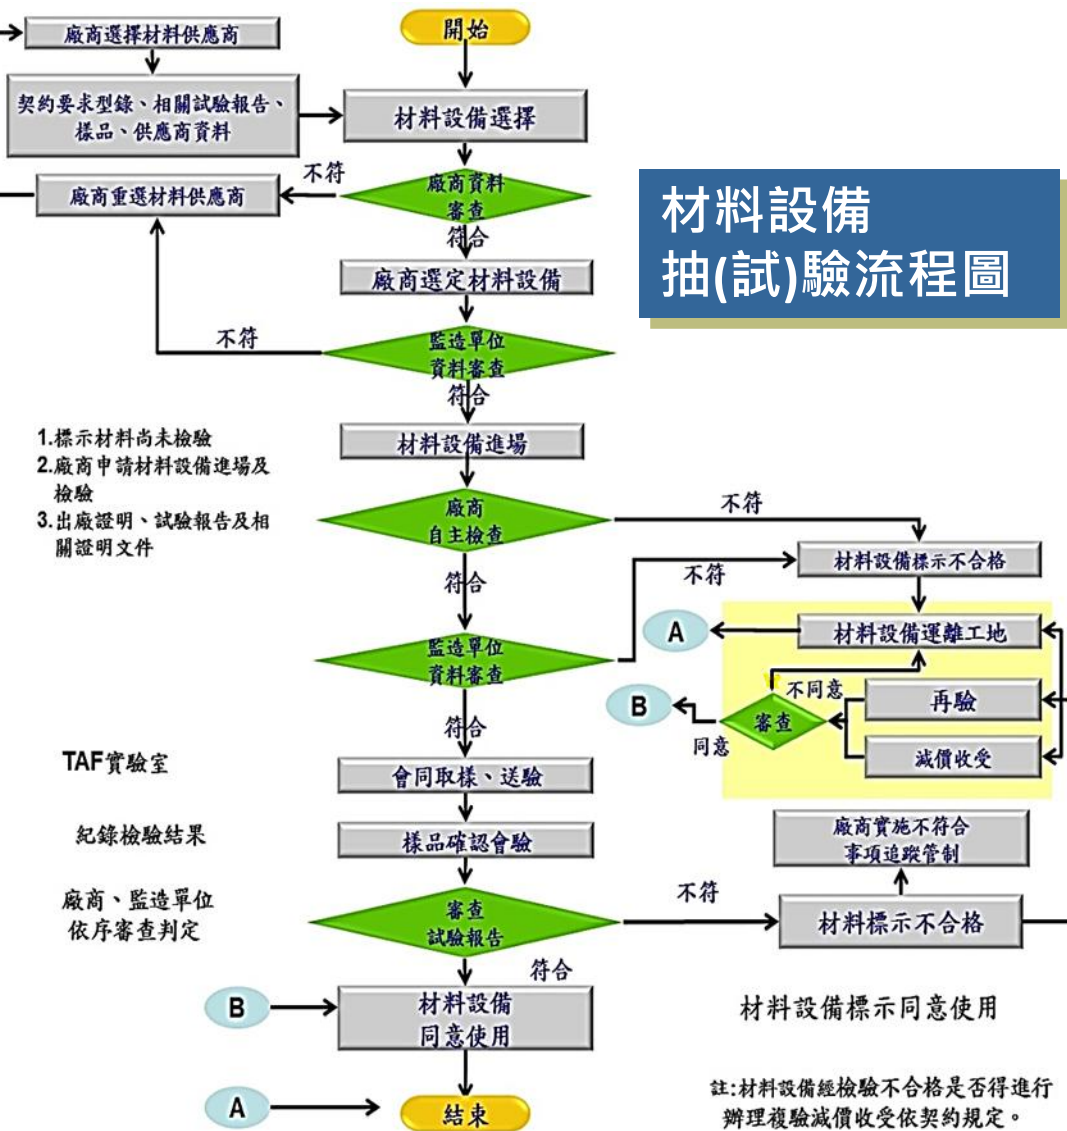 材料設備
抽(試)驗流程圖
開始
廠商選擇材料供應商
契約要求型錄、相關試驗報告、
樣品、供應商資料
材料設備選擇
廠商資料
審查
不符
廠商重選材料供應商
符合
廠商選定材料設備
監造單位
資料審查
不符
符合
材料設備進場
1.標示材料尚未檢驗
2.廠商申請材料設備進場及
檢驗
3.出廠證明、試驗報告及相
關證明文件
廠商
自主檢查
不符
符合
材料設備標示不合格
不符
監造單位
資料審查
A
材料設備運離工地
不同意
再驗
B
審查
同意
減價收受
符合
TAF實驗室
會同取樣、送驗
紀錄檢驗結果
樣品確認會驗
廠商實施不符合
事項追蹤管制
廠商、監造單位
依序審查判定
審查
試驗報告
不符
材料標示不合格
符合
B
材料設備
同意使用
材料設備標示同意使用
A
結束
註:材料設備經檢驗不合格是否得進行
辦理複驗減價收受依契約規定。